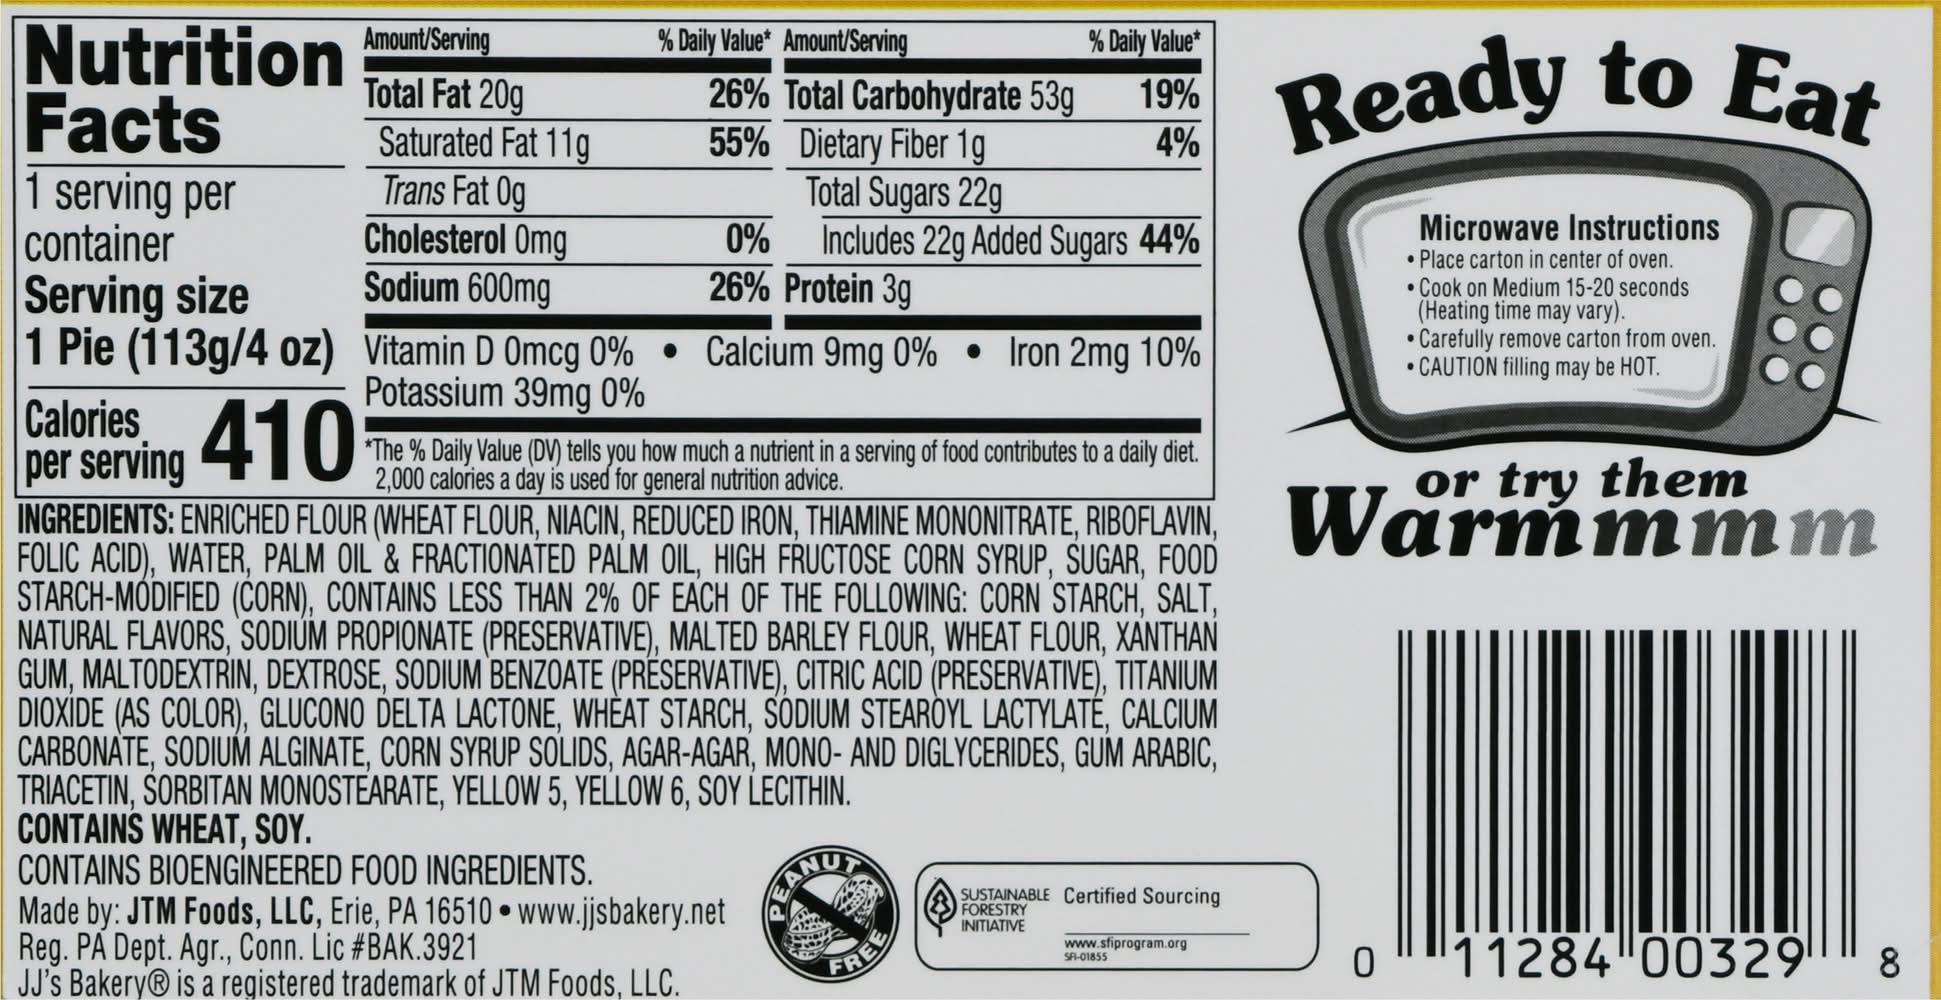 Nutrition
Facts
1 serving per
container
Serving size
1 Pie (113g/4 oz)
Calories
per serving 410
Amount/Serving % Daily Value* Amount/Serving % Daily Value*
Total Fat 20g 26% Total Carbohydrate 53g 19%
Saturated Fat 11g 55% Dietary Fiber 1g 4%
Trans Fat 0g Total Sugars 22g
Cholesterol 0mg 0% Includes 22g Added Sugars 44%
Sodium 600mg 26% Protein 3g
Vitamin D 0mcg 0% • Calcium 9mg 0% • Iron 2mg 10%
Potassium 39mg 0%
*The % Daily Value (DV) tells you how much a nutrient in a serving of food contributes to a daily diet.
2,000 calories a day is used for general nutrition advice.
INGREDIENTS: ENRICHED FLOUR (WHEAT FLOUR, NIACIN, REDUCED IRON, THIAMINE MONONITRATE, RIBOFLAVIN,
FOLIC ACID), WATER, PALM OIL & FRACTIONATED PALM OIL, HIGH FRUCTOSE CORN SYRUP, SUGAR, FOOD
STARCH-MODIFIED (CORN), CONTAINS LESS THAN 2% OF EACH OF THE FOLLOWING: CORN STARCH, SALT,
NATURAL FLAVORS, SODIUM PROPIONATE (PRESERVATIVE), MALTED BARLEY FLOUR, WHEAT FLOUR, XANTHAN
GUM, MALTODEXTRIN, DEXTROSE, SODIUM BENZOATE (PRESERVATIVE), CITRIC ACID (PRESERVATIVE), TITANIUM
DIOXIDE (AS COLOR), GLUCONO DELTA LACTONE, WHEAT STARCH, SODIUM STEAROYL LACTYLATE, CALCIUM
CARBONATE, SODIUM ALGINATE, CORN SYRUP SOLIDS, AGAR-AGAR, MONO- AND DIGLYCERIDES, GUM ARABIC,
TRIACETIN, SORBITAN MONOSTEARATE, YELLOW 5, YELLOW 6, SOY LECITHIN.
CONTAINS WHEAT, SOY.
CONTAINS BIOENGINEERED FOOD INGREDIENTS.
Made by: JTM Foods, LLC, Erie, PA 16510 • www.jjsbakery.net
Reg. PA Dept. Agr., Conn. Lic #BAK.3921
JJ's Bakery® is a registered trademark of JTM Foods, LLC.
PEANUT
FREE
SUSTAINABLE
FORESTRY
INITIATIVE
Certified Sourcing
www.sfiprogram.org
SFI-01855
Ready to Eat
Microwave Instructions
• Place carton in center of oven.
• Cook on Medium 15-20 seconds
(Heating time may vary).
• Carefully remove carton from oven.
• CAUTION filling may be HOT.
or try them
Warmmmm
0 11284 00329 8